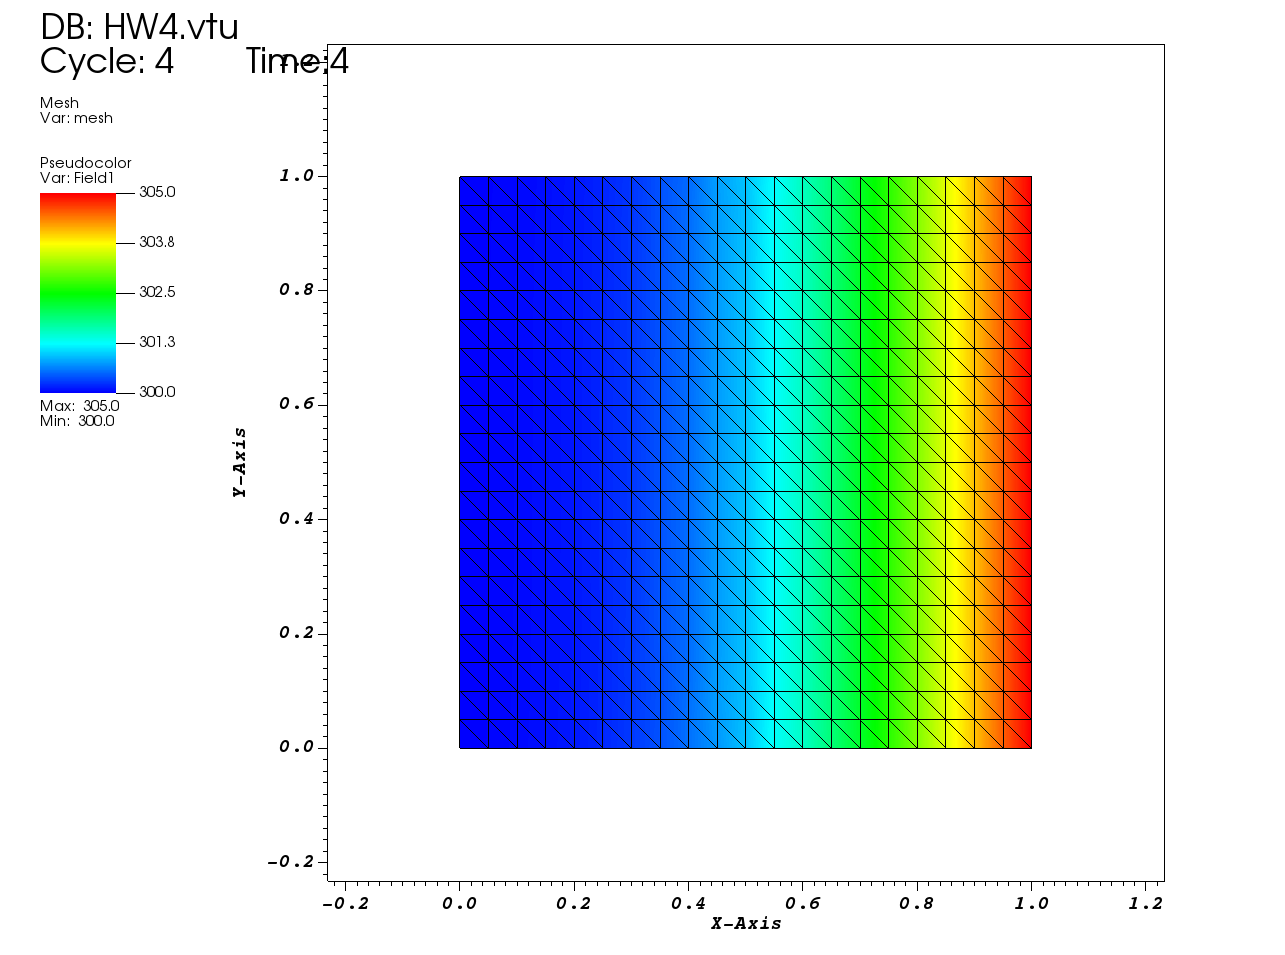 DB: HW4.vtu
Cycle: 4 Time:4
Mesh
Var: mesh
Pseudocolor
Var: Field1
305.0
303.8
302.5
301.3
300.0
Max: 305.0
Min: 300.0
1.2
1.0
0.8
0.6
0.4
0.2
0.0
-0.2
Y-Axis
-0.2 0.0 0.2 0.4 0.6 0.8 1.0 1.2
X-Axis